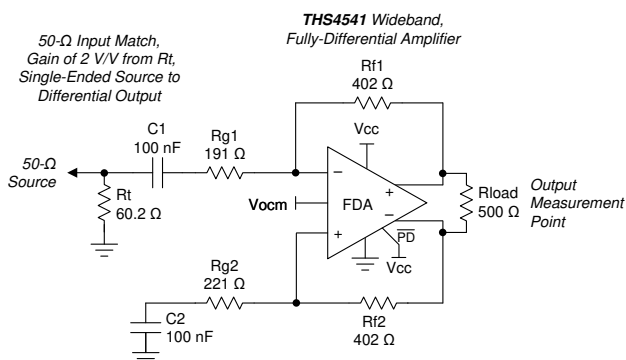 THS4541 Wideband,
Fully-Differential Amplifier
50-Ω Input Match,
Gain of 2 V/V from Rt,
Single-Ended Source to
Differential Output
Rf1
402 Ω
C1
100 nF
Rg1
191 Ω
Vcc
50-Ω
Source
Rt
60.2 Ω
Vocm
−
+
FDA
+
−
PD
Vcc
Rload
500 Ω
Output
Measurement
Point
Rg2
221 Ω
C2
100 nF
Rf2
402 Ω